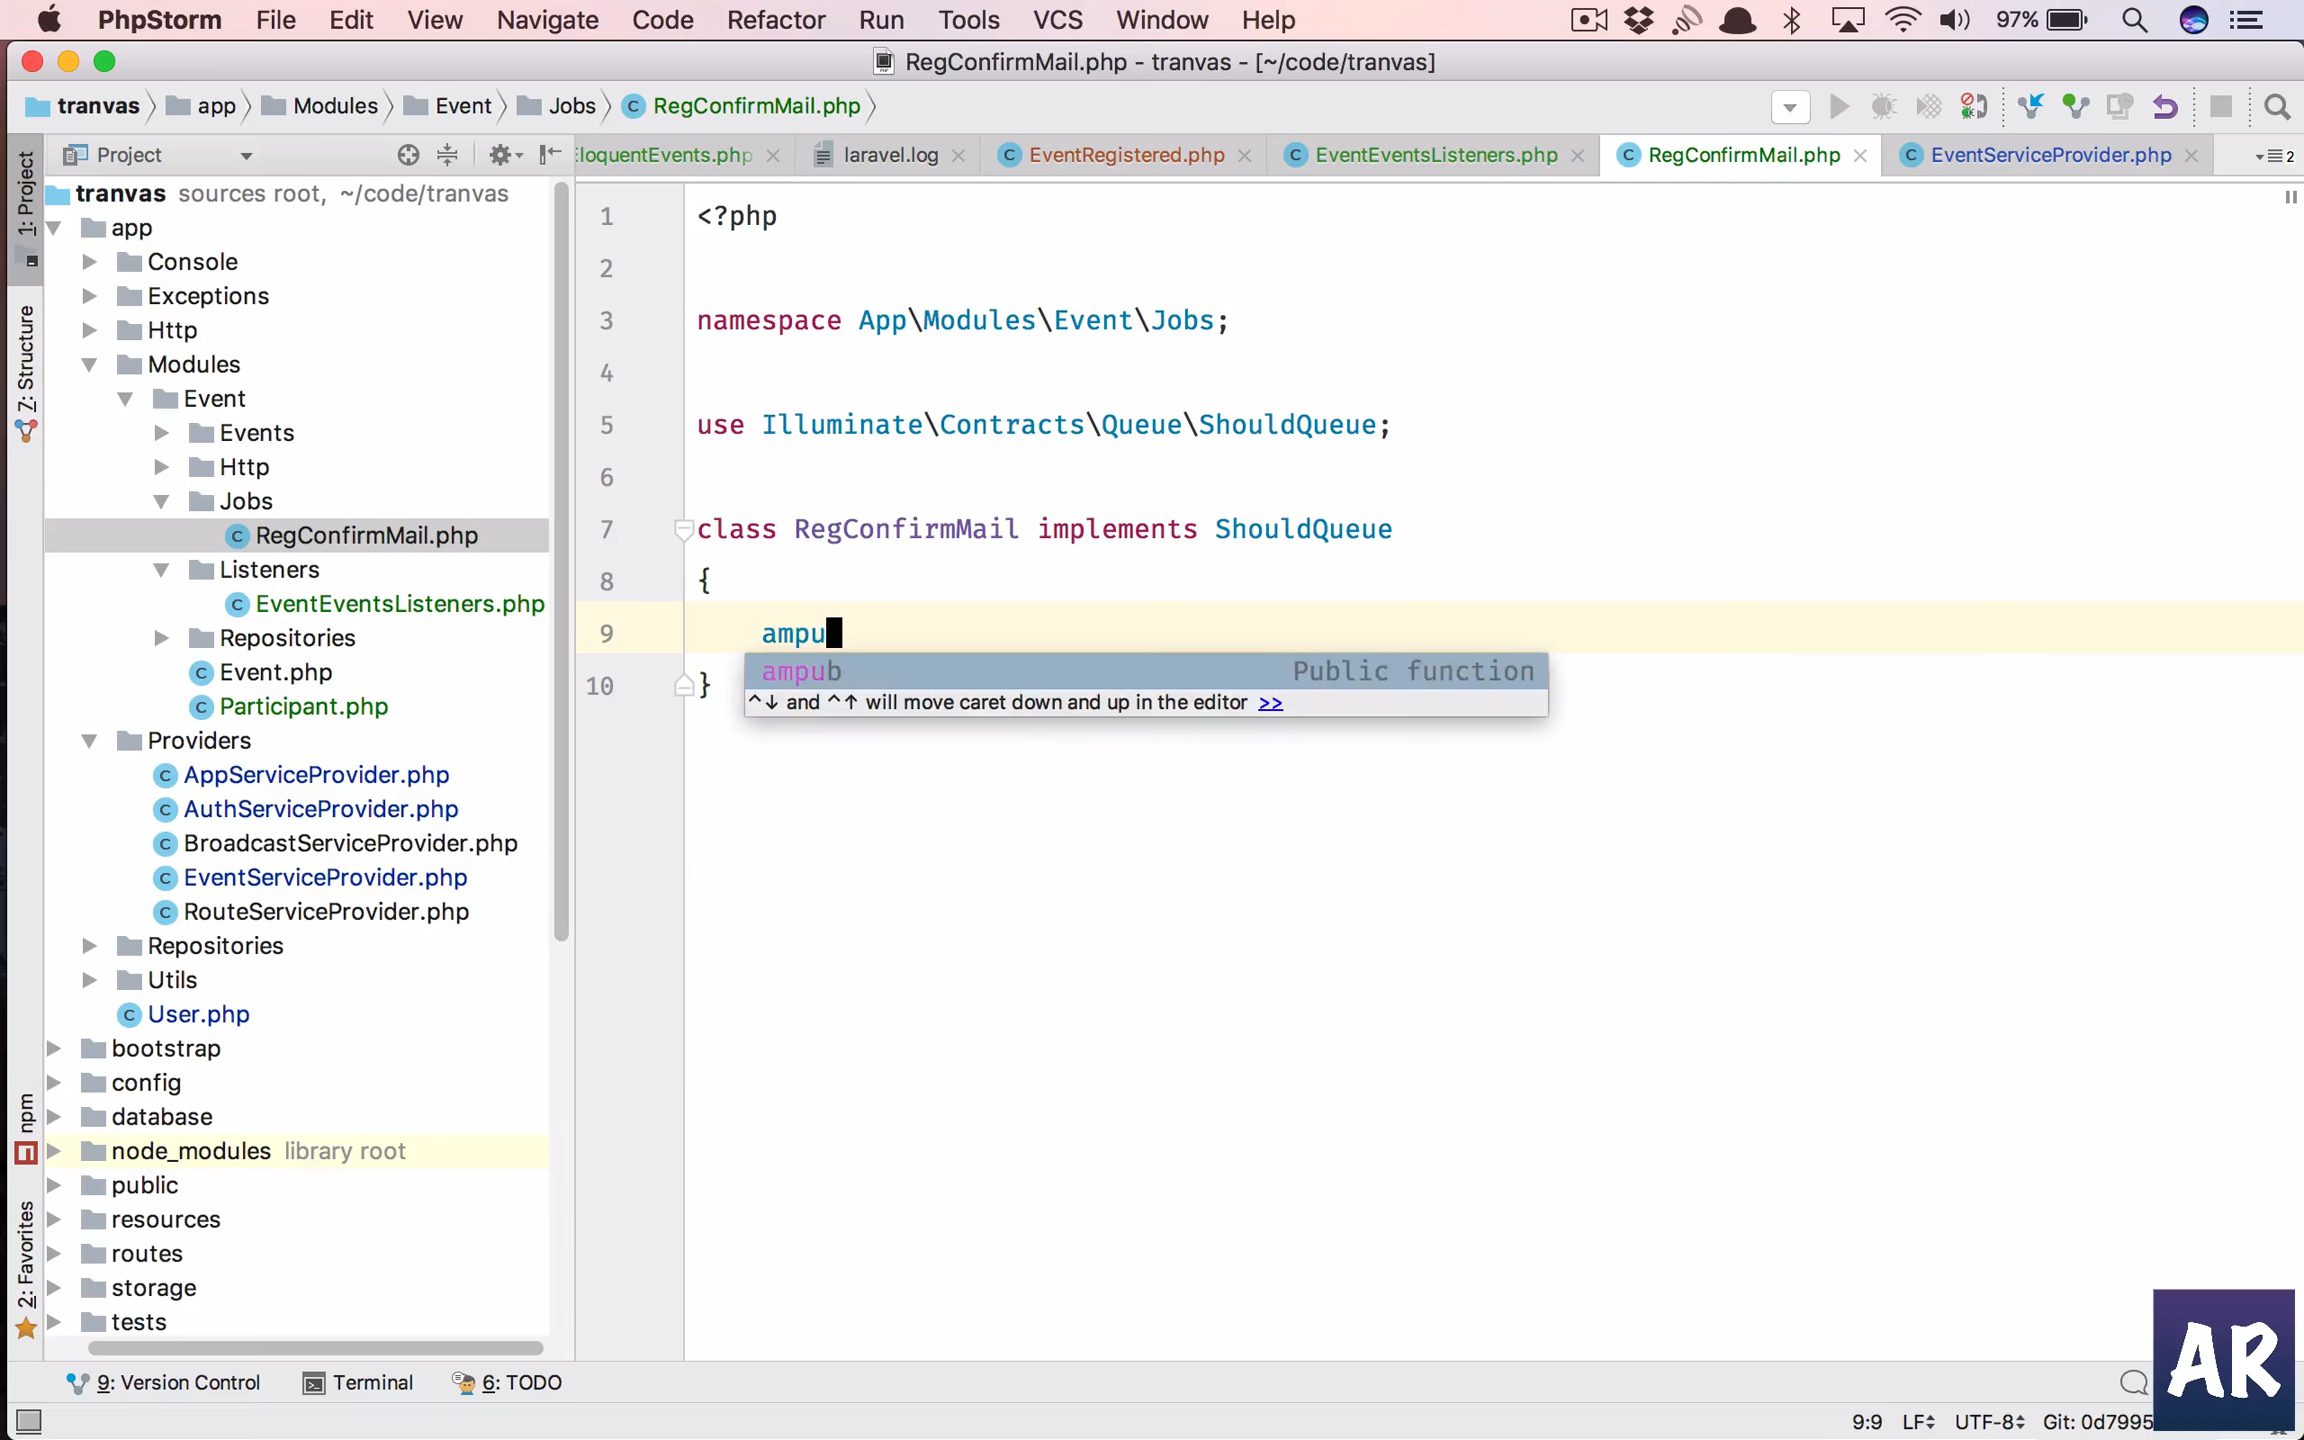 PhpStorm File Edit View Navigate Code Refactor Run Tools VCS Window Help 97%
RegConfirmMail.php - tranvas - [~/code/tranvas]
tranvas app Modules Event Jobs RegConfirmMail.php
Project
loquentEvents.php laravel.log EventRegistered.php EventEventsListeners.php RegConfirmMail.php EventServiceProvider.php 2
1: Project
Z: Structure
npm
2: Favorites
tranvas sources root, ~/code/tranvas
app
Console
Exceptions
Http
Modules
Event
Events
Http
Jobs
RegConfirmMail.php
Listeners
EventEventsListeners.php
Repositories
Event.php
Participant.php
Providers
AppServiceProvider.php
AuthServiceProvider.php
BroadcastServiceProvider.php
EventServiceProvider.php
RouteServiceProvider.php
Repositories
Utils
User.php
bootstrap
config
database
node_modules library root
public
resources
routes
storage
tests
1 <?php
2
3 namespace App\Modules\Event\Jobs;
4
5 use Illuminate\Contracts\Queue\ShouldQueue;
6
7 class RegConfirmMail implements ShouldQueue
8 {
9 ampu
10 }
ampub Public function
^↓ and ^↑ will move caret down and up in the editor >>
9: Version Control Terminal 6: TODO
AR
9:9 LF UTF-8 Git: 0d7995